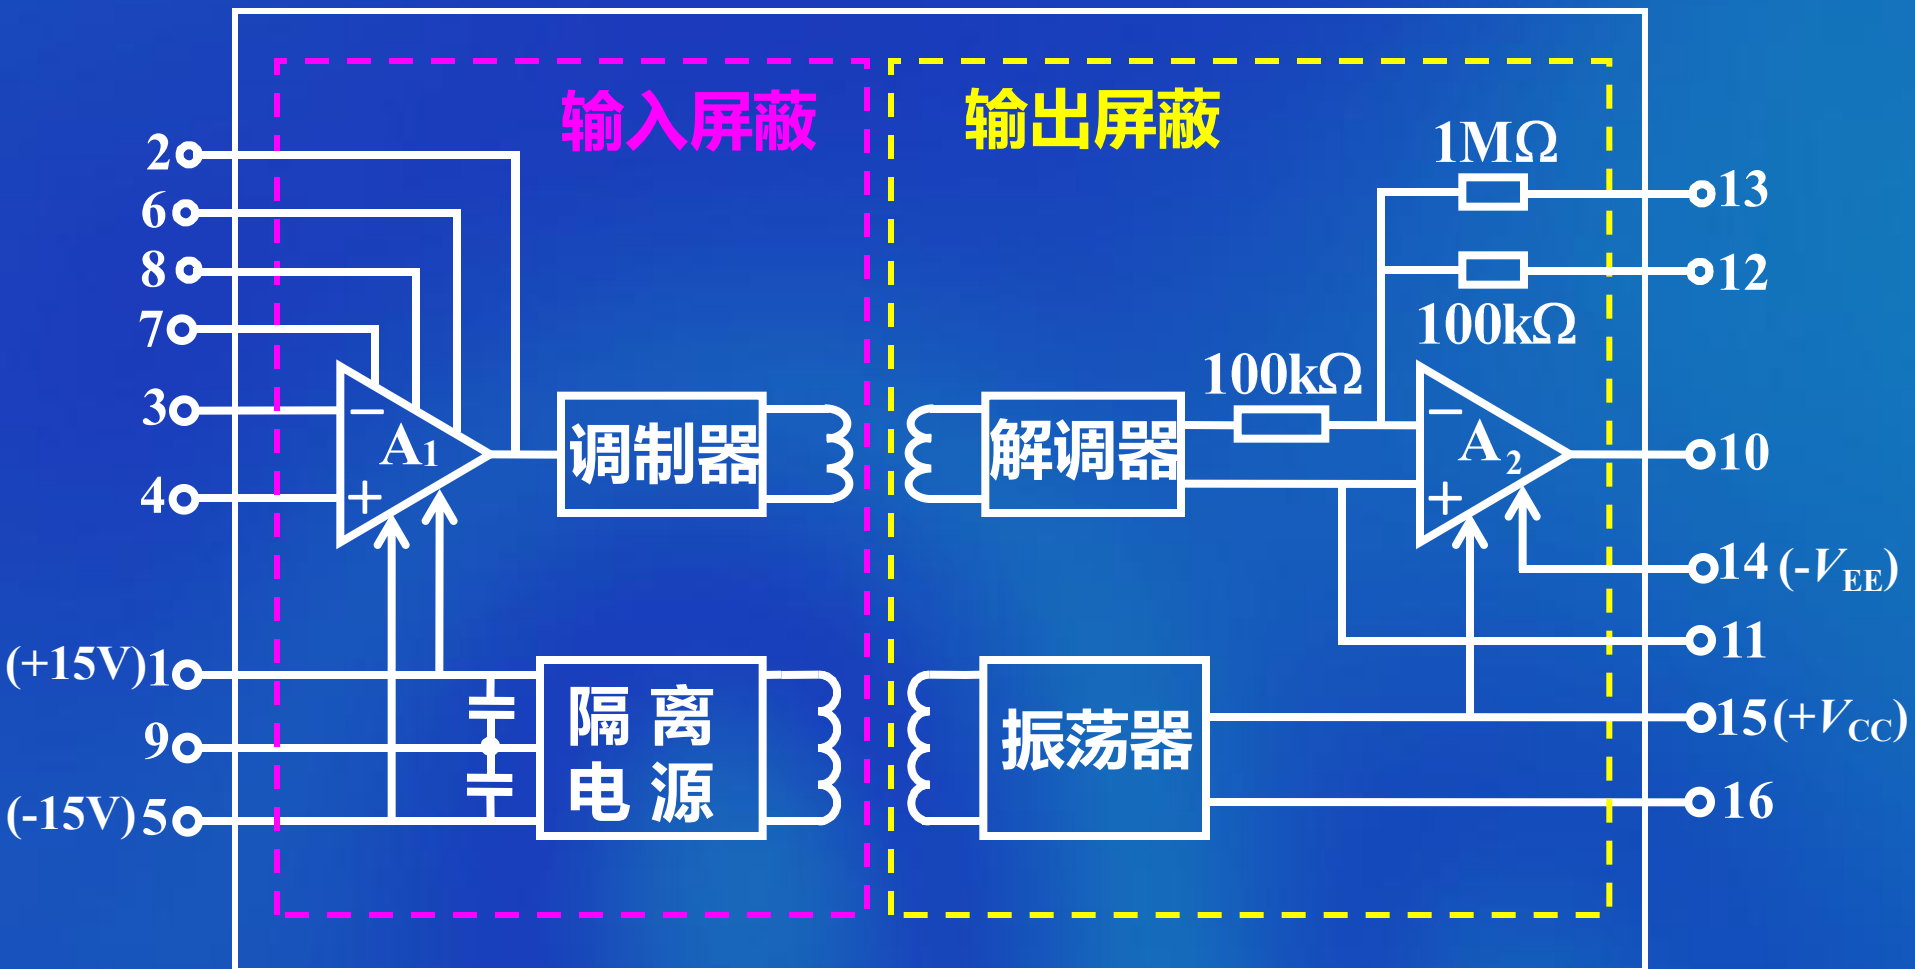 输入屏蔽
输出屏蔽
2
6
8
7
3
4
(+15V)1
9
(-15V)5
−
A1
+
调制器
隔 离
电 源
解调器
振荡器
1MΩ
100kΩ
100kΩ
−
A2
+
13
12
10
14 (-VEE)
11
15(+VCC)
16